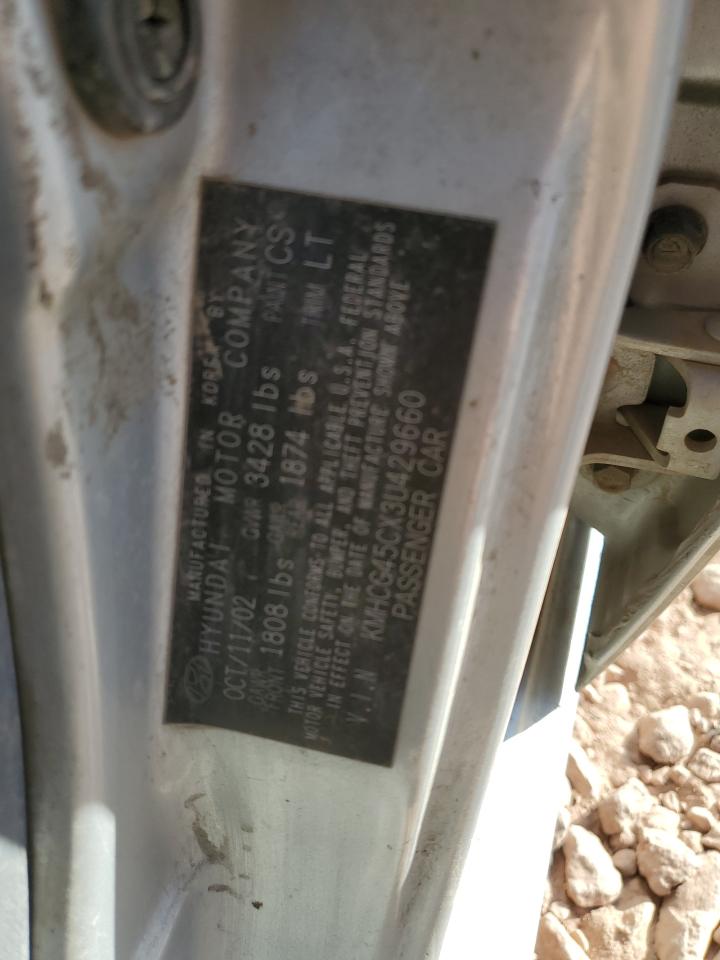 MANUFACTURED IN KOREA BY
HYUNDAI MOTOR COMPANY
OCT/11/02 GVWR 3428 lbs PAINT CS
GAWR FRONT 1808 lbs GAWR REAR 1874 lbs TRIM LT
THIS VEHICLE CONFORMS TO ALL APPLICABLE U.S.A. FEDERAL
MOTOR VEHICLE SAFETY, BUMPER, AND THEFT PREVENTION STANDARDS
IN EFFECT ON THE DATE OF MANUFACTURE SHOWN ABOVE
V.I.N KMHCG45CX3U429660
PASSENGER CAR